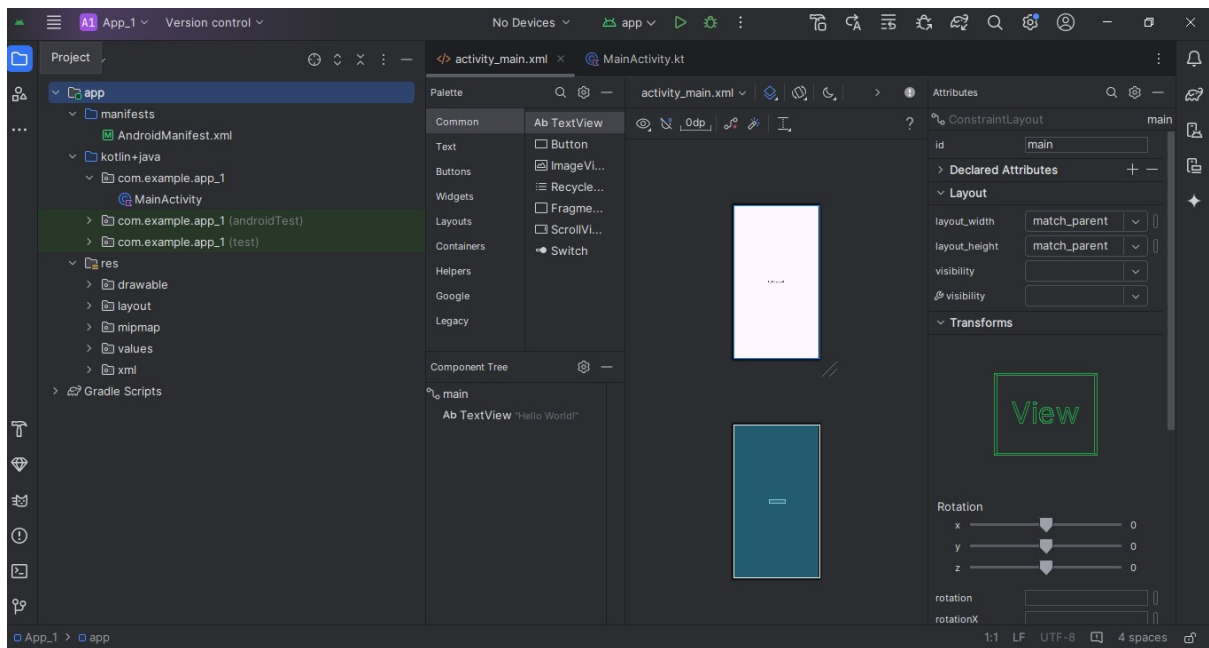 A1 App_1 Version control No Devices app
Project
app
manifests
AndroidManifest.xml
kotlin+java
com.example.app_1
MainActivity
com.example.app_1 (androidTest)
com.example.app_1 (test)
res
drawable
layout
mipmap
values
xml
Gradle Scripts
activity_main.xml MainActivity.kt
Palette
Common
Text
Buttons
Widgets
Layouts
Containers
Helpers
Google
Legacy
Ab TextView
Button
ImageVi...
Recycle...
Fragme...
ScrollVi...
Switch
Component Tree
main
Ab TextView "Hello World!"
activity_main.xml
0dp
?
Attributes
ConstraintLayout main
id main
Declared Attributes
Layout
layout_width match_parent
layout_height match_parent
visibility
visibility
Transforms
View
Rotation
x 0
y 0
z 0
rotation
rotationX
App_1 > app 1:1 LF UTF-8 4 spaces